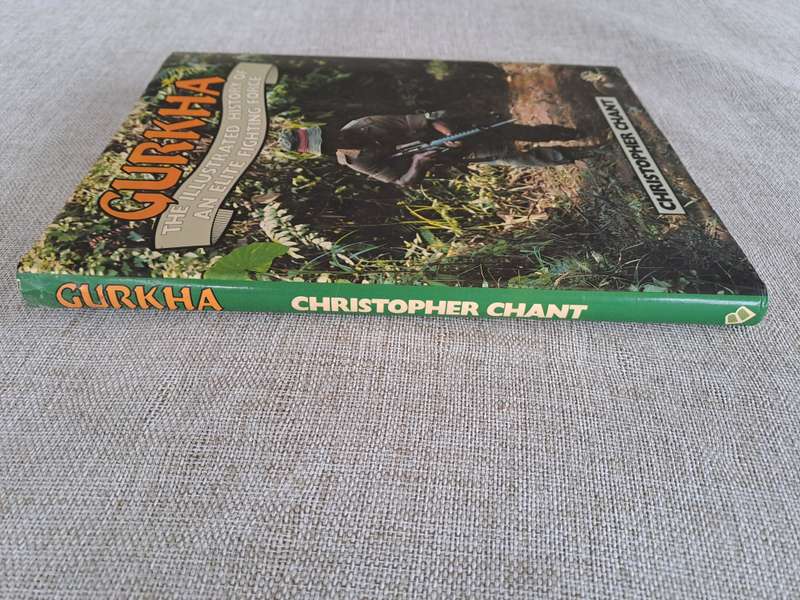 GURKHA
THE ILLUSTRATED HISTORY OF
AN ELITE FIGHTING FORCE
CHRISTOPHER CHANT
GURKHA CHRISTOPHER CHANT